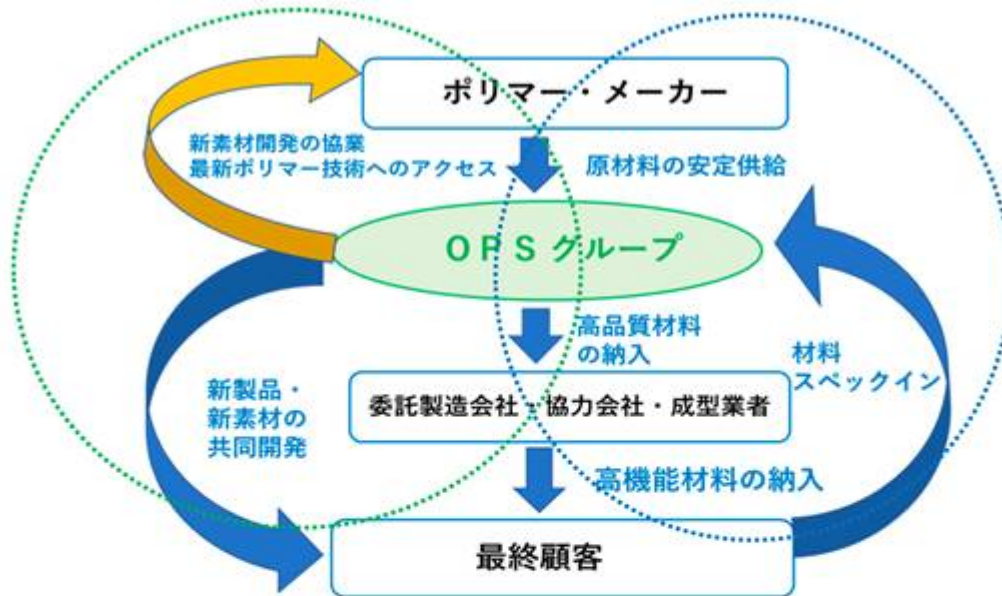 ポリマー・メーカー
新素材開発の協業
最新ポリマー技術へのアクセス
原材料の安定供給
OPSグループ
高品質材料
の納入
材料
スペックイン
新製品・
新素材の
共同開発
委託製造会社・協力会社・成型業者
高機能材料の納入
最終顧客